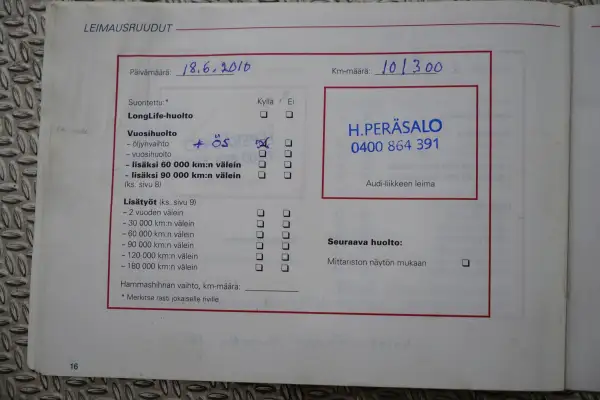 LEIMAUSRUUDUT
Päivämäärä: 18.6.2010
Km-määrä: 101300
Suoritettu:* Kyllä * Ei
LongLife-huolto
Vuosihuolto
– öljynvaihto + ÖS
– vuosihuolto
– lisäksi 60 000 km:n välein
– lisäksi 90 000 km:n välein
(ks. sivu 8)
H.PERÄSALO
0400 864 391
Audi-liikkeen leima
Lisätyöt (ks. sivu 9)
– 2 vuoden välein
– 30 000 km:n välein
– 60 000 km:n välein
– 90 000 km:n välein
– 120 000 km:n välein
– 180 000 km:n välein
Seuraava huolto:
Mittariston näytön mukaan
Hammashihnan vaihto, km-määrä:
* Merkitse rasti jokaiselle riville
16